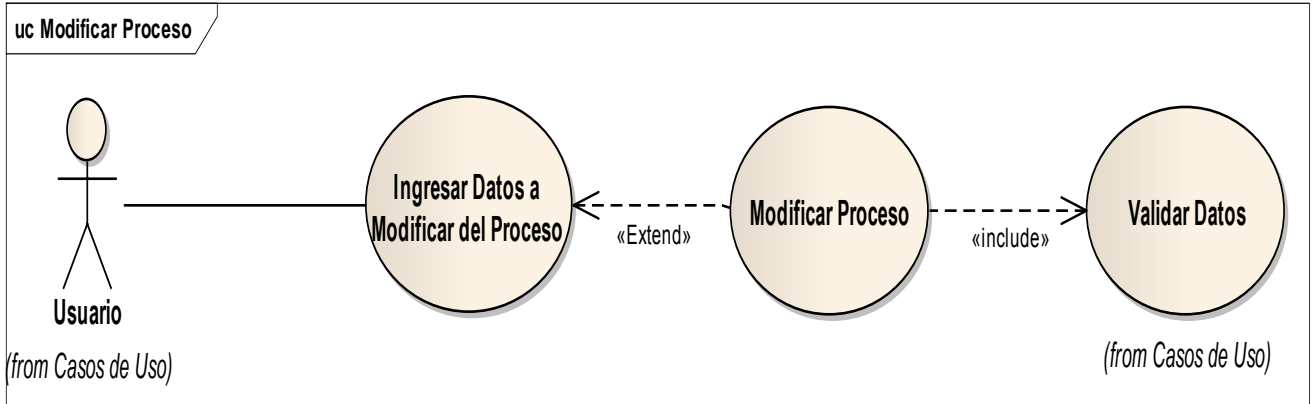 uc Modificar Proceso
Ingresar Datos a
Modificar del Proceso
«Extend»
Modificar Proceso
«include»
Validar Datos
Usuario
(from Casos de Uso)
(from Casos de Uso)